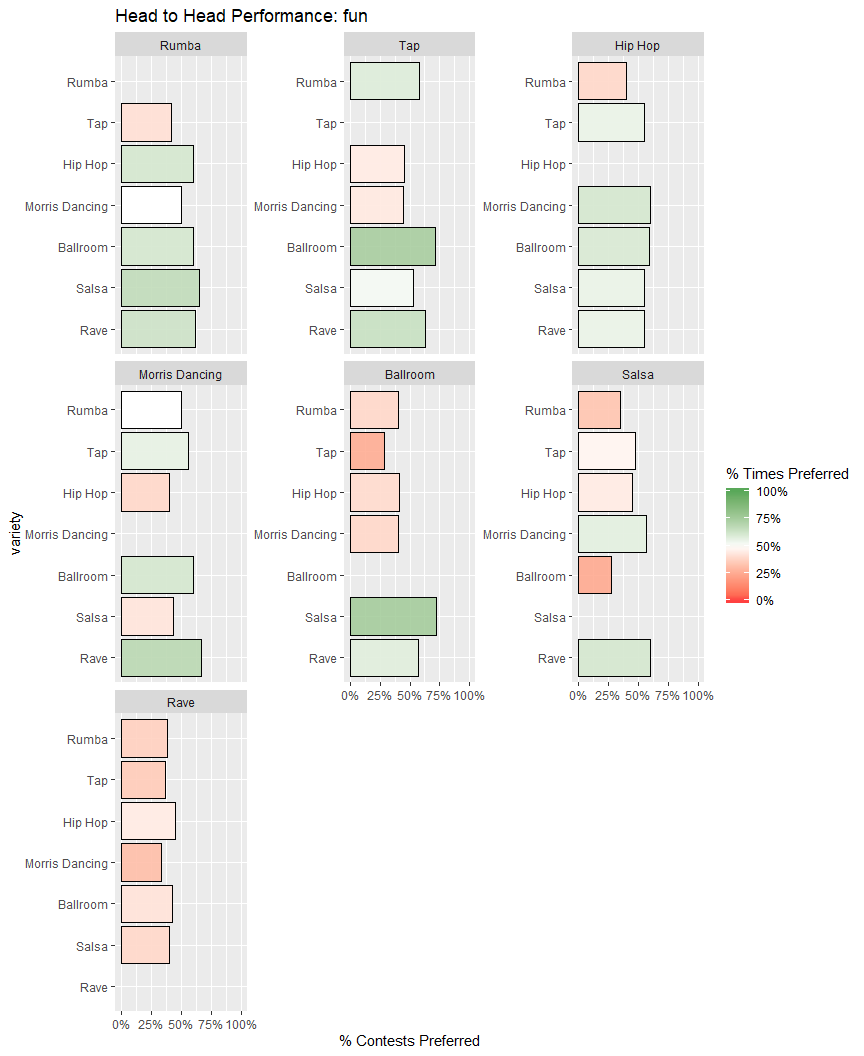 Head to Head Performance: fun
Rumba
Tap
Hip Hop
Rumba
Tap
Hip Hop
Morris Dancing
Ballroom
Salsa
Rave
Rumba
Tap
Hip Hop
Morris Dancing
Ballroom
Salsa
Rave
Rumba
Tap
Hip Hop
Morris Dancing
Ballroom
Salsa
Rave
Morris Dancing
Ballroom
Salsa
Rumba
Tap
Hip Hop
Morris Dancing
Ballroom
Salsa
Rave
Rumba
Tap
Hip Hop
Morris Dancing
Ballroom
Salsa
Rave
0% 25% 50% 75% 100%
Rumba
Tap
Hip Hop
Morris Dancing
Ballroom
Salsa
Rave
0% 25% 50% 75% 100%
Rave
Rumba
Tap
Hip Hop
Morris Dancing
Ballroom
Salsa
Rave
0% 25% 50% 75% 100%
% Contests Preferred
variety
% Times Preferred
100%
75%
50%
25%
0%